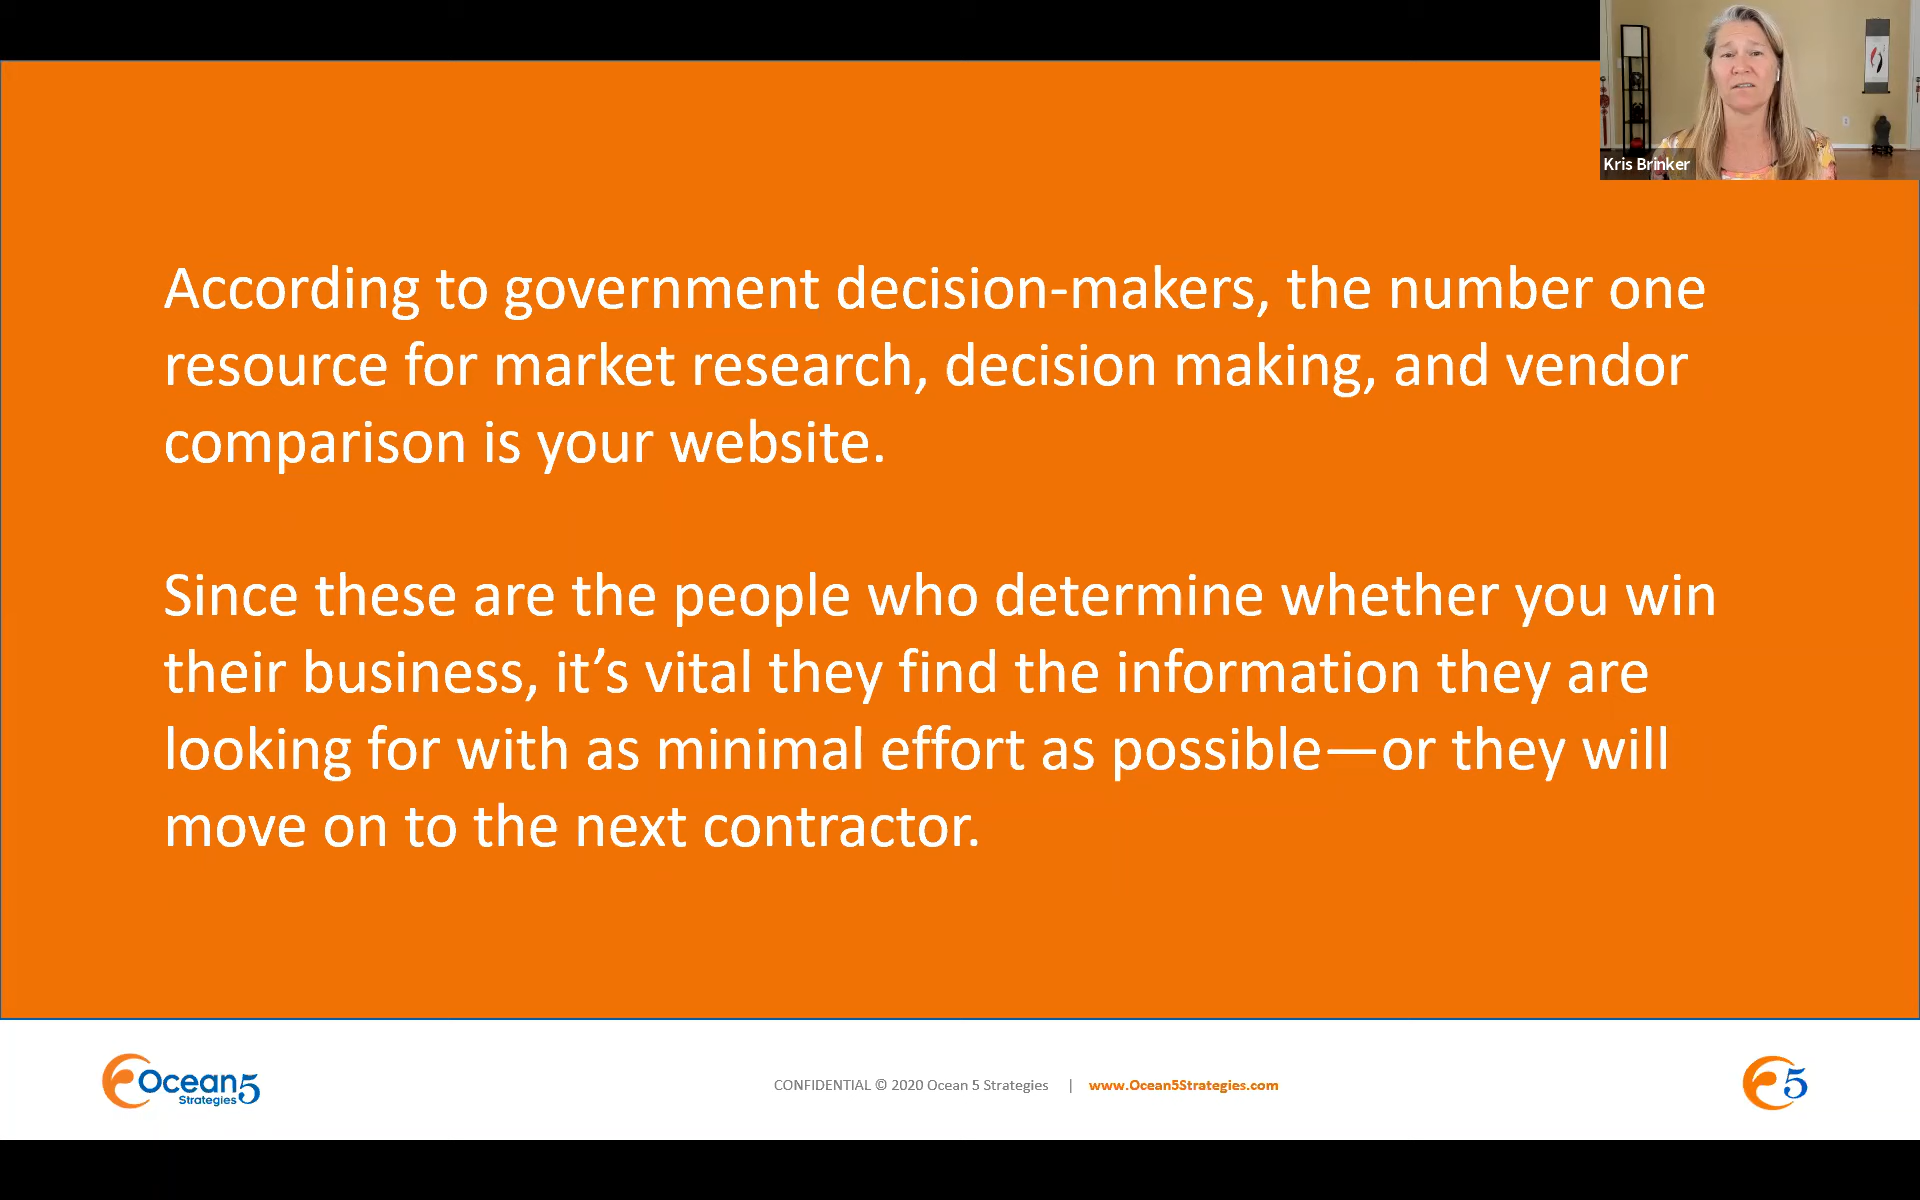 Kris Brinker
According to government decision-makers, the number one
resource for market research, decision making, and vendor
comparison is your website.
Since these are the people who determine whether you win
their business, it’s vital they find the information they are
looking for with as minimal effort as possible—or they will
move on to the next contractor.
Ocean5
Strategies
CONFIDENTIAL © 2020 Ocean 5 Strategies | www.Ocean5Strategies.com
5